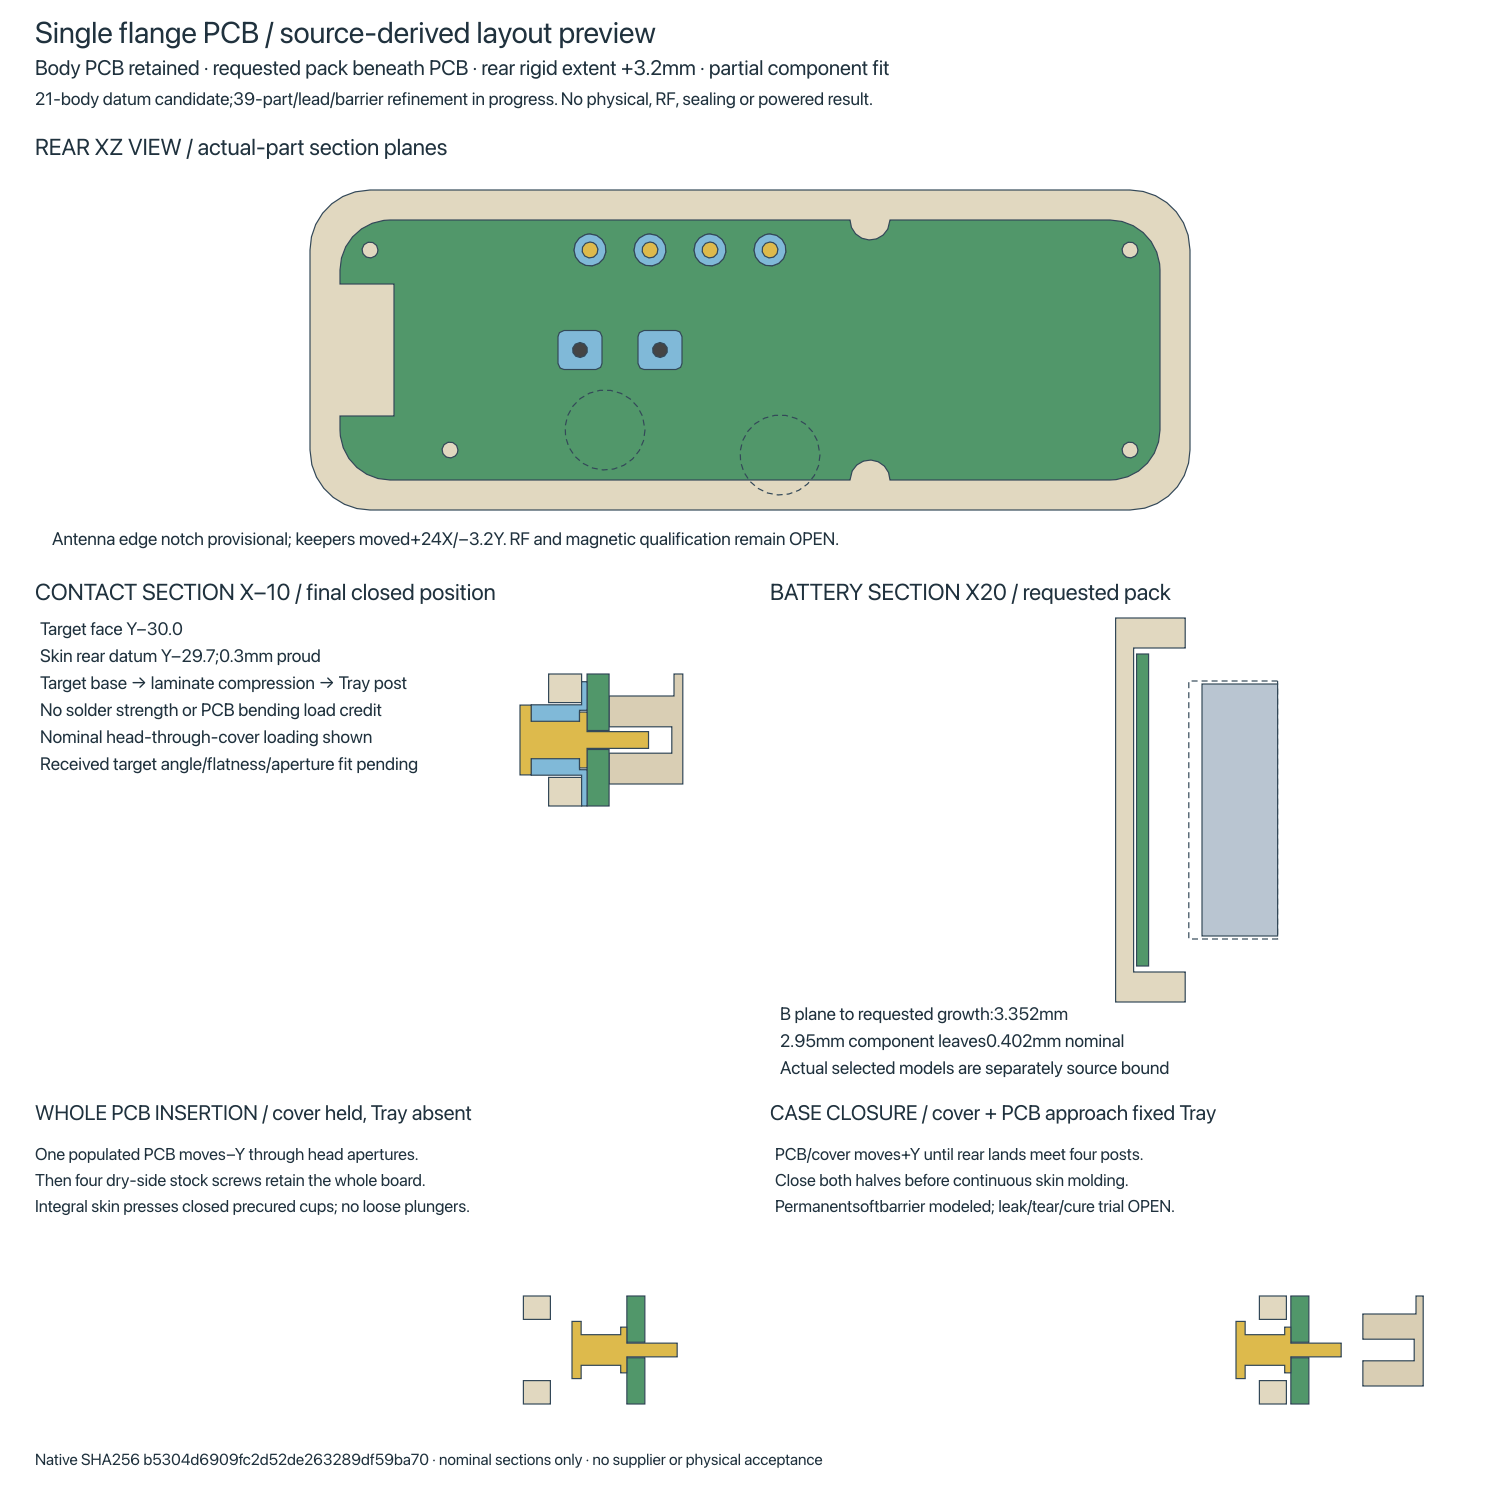 Single flange PCB / source-derived layout preview
Body PCB retained · requested pack beneath PCB · rear rigid extent +3.2mm · partial component fit
21-body datum candidate;39-part/lead/barrier refinement in progress. No physical, RF, sealing or powered result.
REAR XZ VIEW / actual-part section planes
Antenna edge notch provisional; keepers moved+24X/−3.2Y. RF and magnetic qualification remain OPEN.
CONTACT SECTION X−10 / final closed position
Target face Y−30.0
Skin rear datum Y−29.7;0.3mm proud
Target base → laminate compression → Tray post
No solder strength or PCB bending load credit
Nominal head-through-cover loading shown
Received target angle/flatness/aperture fit pending
BATTERY SECTION X20 / requested pack
B plane to requested growth:3.352mm
2.95mm component leaves0.402mm nominal
Actual selected models are separately source bound
WHOLE PCB INSERTION / cover held, Tray absent
One populated PCB moves−Y through head apertures.
Then four dry-side stock screws retain the whole board.
Integral skin presses closed precured cups; no loose plungers.
CASE CLOSURE / cover + PCB approach fixed Tray
PCB/cover moves+Y until rear lands meet four posts.
Close both halves before continuous skin molding.
Permanentsoftbarrier modeled; leak/tear/cure trial OPEN.
Native SHA256 b5304d6909fc2d52de263289df59ba70 · nominal sections only · no supplier or physical acceptance